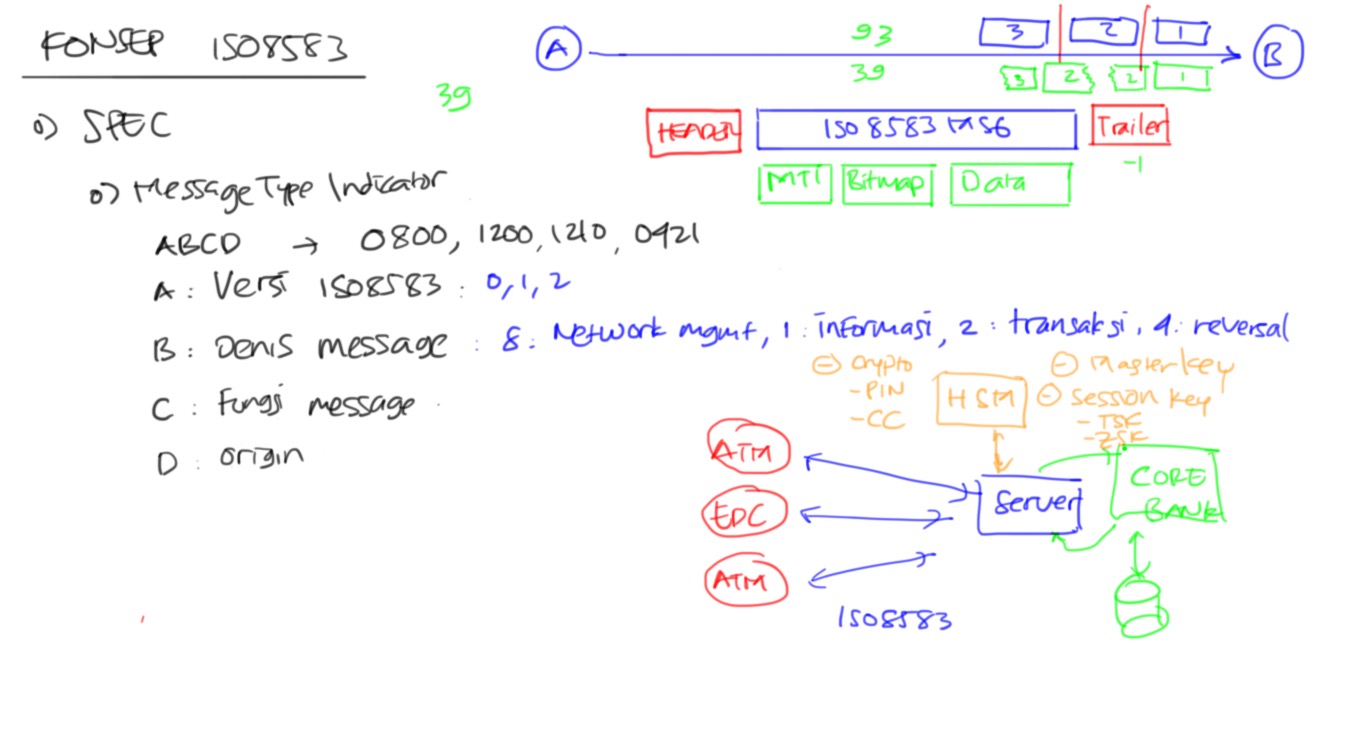 KONSEP ISO8583
o) SPEC
39
o) Message Type Indicator
ABCD → 0800, 1200, 1210, 0421
A : Versi ISO8583 : 0, 1, 2
B : Jenis message : 8 : Network mgmt, 1 : informasi, 2 : transaksi, 4 : reversal
C : Fungsi message
D : origin
A
93
39
3
2
1
B
3
2
2
1
HEADER
ISO 8583 MSG
Trailer
-1
MTI
Bitmap
Data
Crypto
- PIN
- CC
HSM
Master key
Session key
- TSK
- ZSK
ATM
EDC
ATM
Server
CORE
BANK
ISO8583